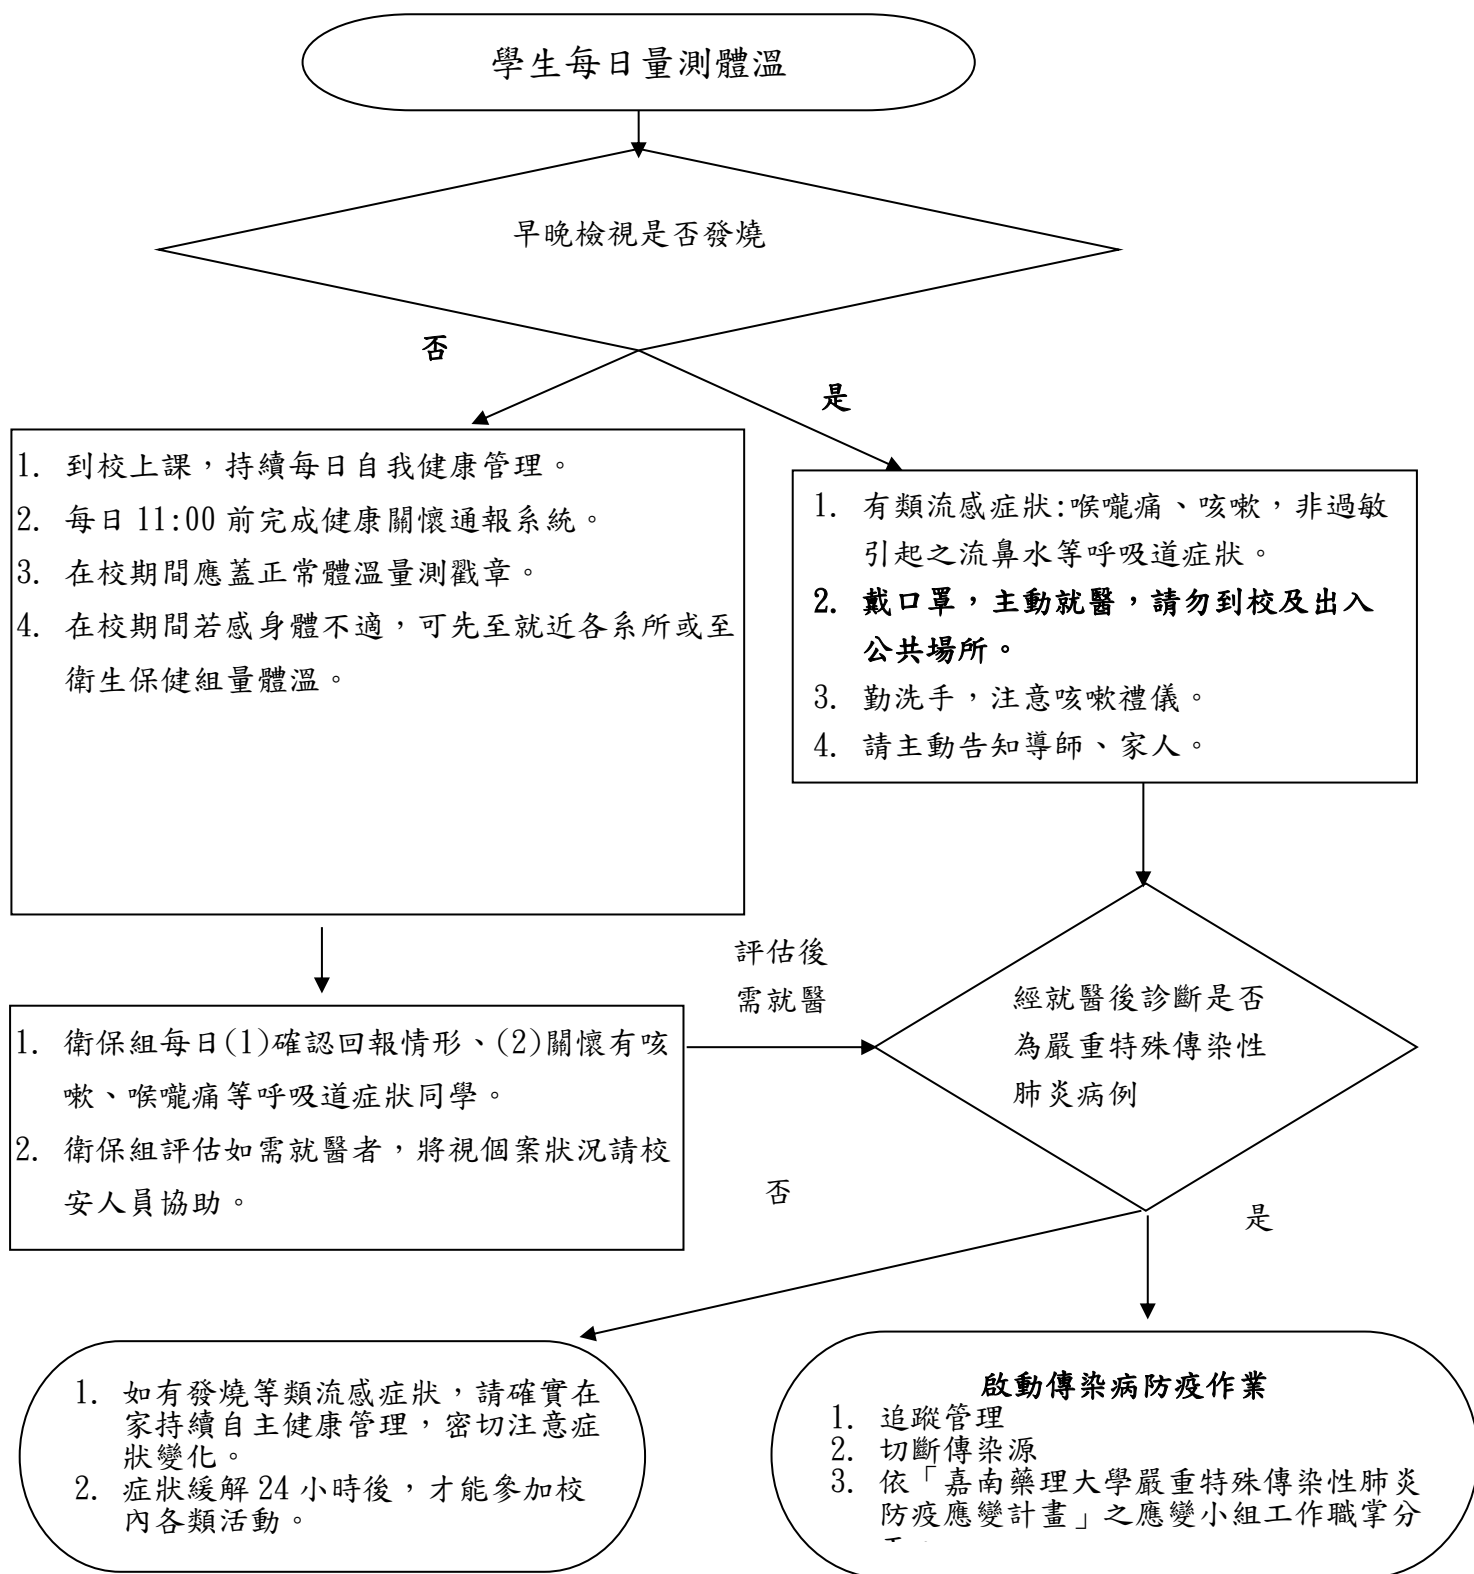 學生每日量測體溫
早晚檢視是否發燒
否
是
1. 到校上課，持續每日自我健康管理。
2. 每日 11:00 前完成健康關懷通報系統。
3. 在校期間應蓋正常體溫量測戳章。
4. 在校期間若感身體不適，可先至就近各系所或至
衛生保健組量體溫。
1. 有類流感症狀:喉嚨痛、咳嗽，非過敏
引起之流鼻水等呼吸道症狀。
2. 戴口罩，主動就醫，請勿到校及出入
公共場所。
3. 勤洗手，注意咳嗽禮儀。
4. 請主動告知導師、家人。
評估後
需就醫
1. 衛保組每日(1)確認回報情形、(2)關懷有咳
嗽、喉嚨痛等呼吸道症狀同學。
2. 衛保組評估如需就醫者，將視個案狀況請校
安人員協助。
經就醫後診斷是否
為嚴重特殊傳染性
肺炎病例
否
是
1. 如有發燒等類流感症狀，請確實在
家持續自主健康管理，密切注意症
狀變化。
2. 症狀緩解 24 小時後，才能參加校
內各類活動。
啟動傳染病防疫作業
1. 追蹤管理
2. 切斷傳染源
3. 依「嘉南藥理大學嚴重特殊傳染性肺炎
防疫應變計畫」之應變小組工作職掌分